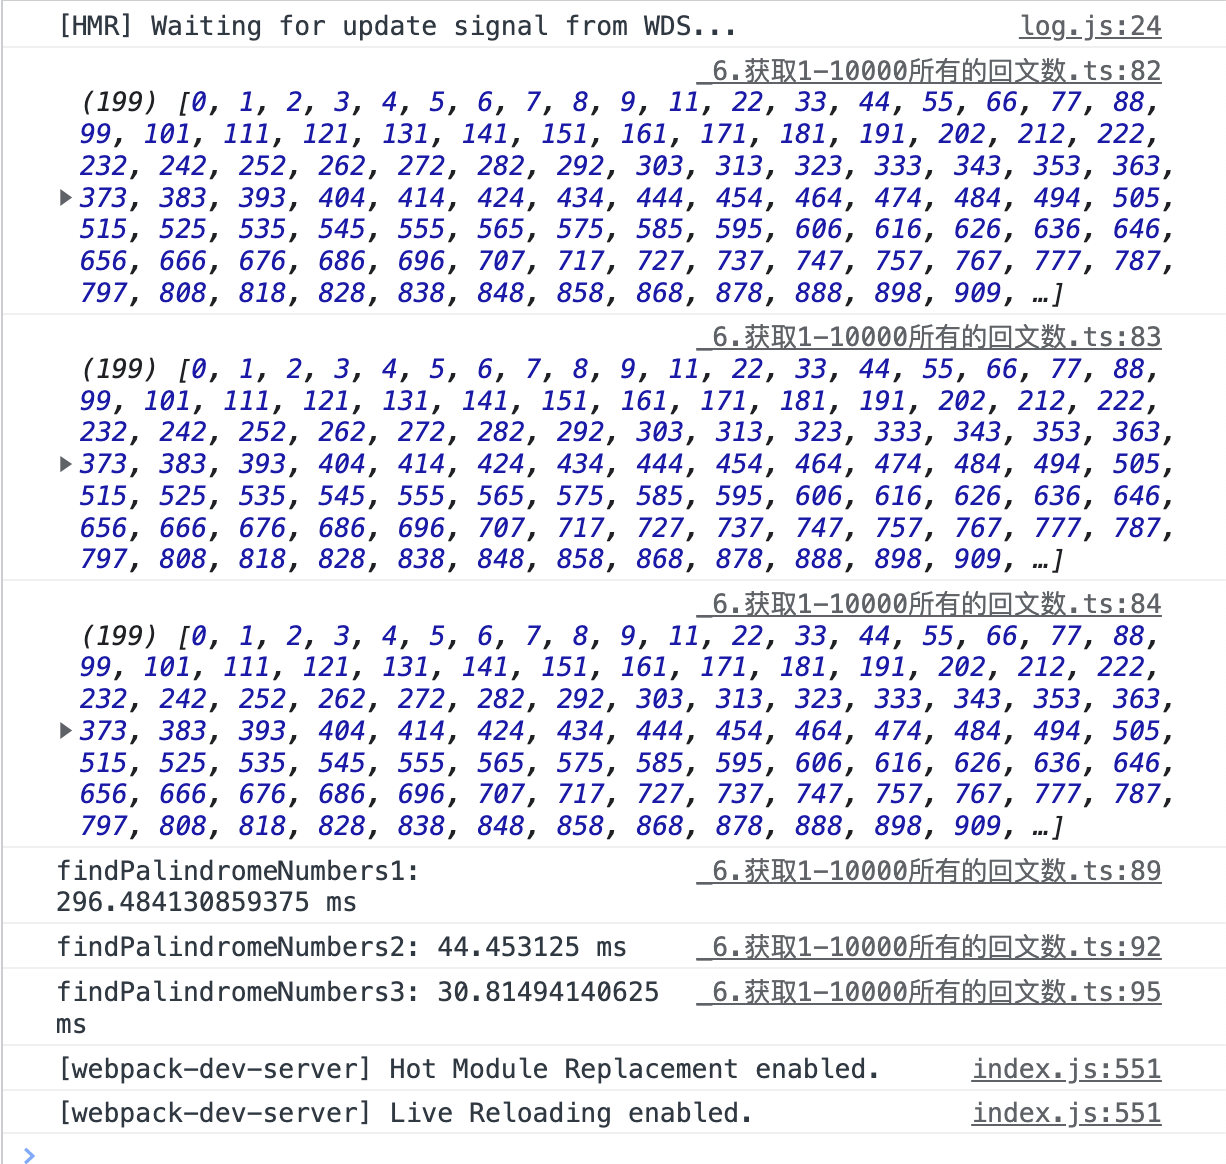 [HMR] Waiting for update signal from WDS... log.js:24
_6.获取1-10000所有的回文数.ts:82
(199) [0, 1, 2, 3, 4, 5, 6, 7, 8, 9, 11, 22, 33, 44, 55, 66, 77, 88,
99, 101, 111, 121, 131, 141, 151, 161, 171, 181, 191, 202, 212, 222,
232, 242, 252, 262, 272, 282, 292, 303, 313, 323, 333, 343, 353, 363,
373, 383, 393, 404, 414, 424, 434, 444, 454, 464, 474, 484, 494, 505,
515, 525, 535, 545, 555, 565, 575, 585, 595, 606, 616, 626, 636, 646,
656, 666, 676, 686, 696, 707, 717, 727, 737, 747, 757, 767, 777, 787,
797, 808, 818, 828, 838, 848, 858, 868, 878, 888, 898, 909, …]
_6.获取1-10000所有的回文数.ts:83
(199) [0, 1, 2, 3, 4, 5, 6, 7, 8, 9, 11, 22, 33, 44, 55, 66, 77, 88,
99, 101, 111, 121, 131, 141, 151, 161, 171, 181, 191, 202, 212, 222,
232, 242, 252, 262, 272, 282, 292, 303, 313, 323, 333, 343, 353, 363,
373, 383, 393, 404, 414, 424, 434, 444, 454, 464, 474, 484, 494, 505,
515, 525, 535, 545, 555, 565, 575, 585, 595, 606, 616, 626, 636, 646,
656, 666, 676, 686, 696, 707, 717, 727, 737, 747, 757, 767, 777, 787,
797, 808, 818, 828, 838, 848, 858, 868, 878, 888, 898, 909, …]
_6.获取1-10000所有的回文数.ts:84
(199) [0, 1, 2, 3, 4, 5, 6, 7, 8, 9, 11, 22, 33, 44, 55, 66, 77, 88,
99, 101, 111, 121, 131, 141, 151, 161, 171, 181, 191, 202, 212, 222,
232, 242, 252, 262, 272, 282, 292, 303, 313, 323, 333, 343, 353, 363,
373, 383, 393, 404, 414, 424, 434, 444, 454, 464, 474, 484, 494, 505,
515, 525, 535, 545, 555, 565, 575, 585, 595, 606, 616, 626, 636, 646,
656, 666, 676, 686, 696, 707, 717, 727, 737, 747, 757, 767, 777, 787,
797, 808, 818, 828, 838, 848, 858, 868, 878, 888, 898, 909, …]
findPalindromeNumbers1: _6.获取1-10000所有的回文数.ts:89
296.484130859375 ms
findPalindromeNumbers2: 44.453125 ms _6.获取1-10000所有的回文数.ts:92
findPalindromeNumbers3: 30.81494140625 _6.获取1-10000所有的回文数.ts:95
ms
[webpack-dev-server] Hot Module Replacement enabled. index.js:551
[webpack-dev-server] Live Reloading enabled. index.js:551